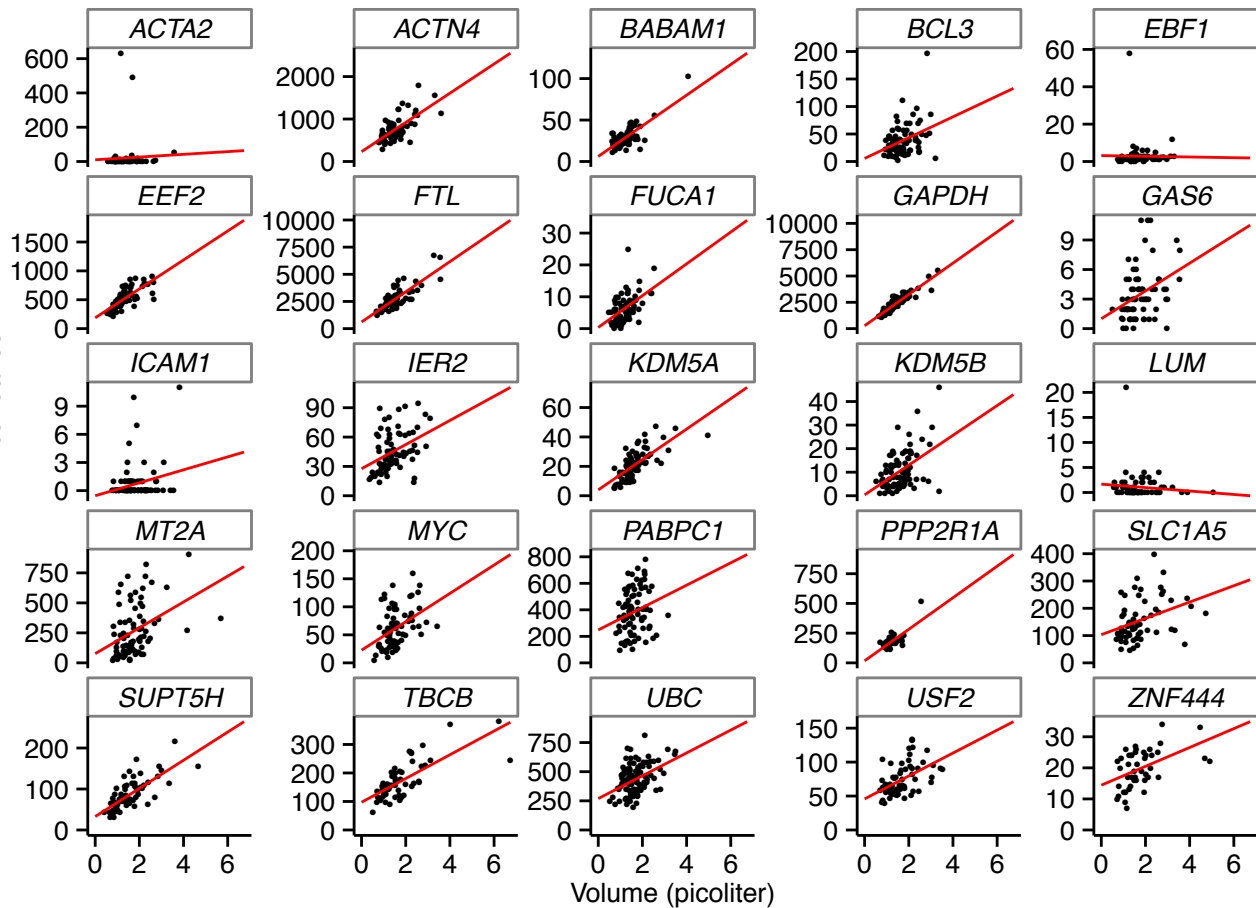 ACTA2 ACTN4 BABAM1 BCL3 EBF1
600 400 200 0
2000 1000 0
100 50 0
200 150 100 50 0
60 40 20 0
EEF2 FTL FUCA1 GAPDH GAS6
1500 1000 500 0
10000 7500 5000 2500 0
30 20 10 0
10000 7500 5000 2500 0
9 6 3 0
ICAM1 IER2 KDM5A KDM5B LUM
9 6 3 0
90 60 30 0
60 40 20 0
40 30 20 10 0
20 15 10 5 0
MT2A MYC PABPC1 PPP2R1A SLC1A5
750 500 250 0
200 150 100 50 0
800 600 400 200 0
750 500 250 0
400 300 200 100 0
SUPT5H TBCB UBC USF2 ZNF444
200 100 0
300 200 100 0
750 500 250 0
150 100 50 0
30 20 10 0
0 2 4 6 0 2 4 6 0 2 4 6 0 2 4 6 0 2 4 6
Volume (picoliter)